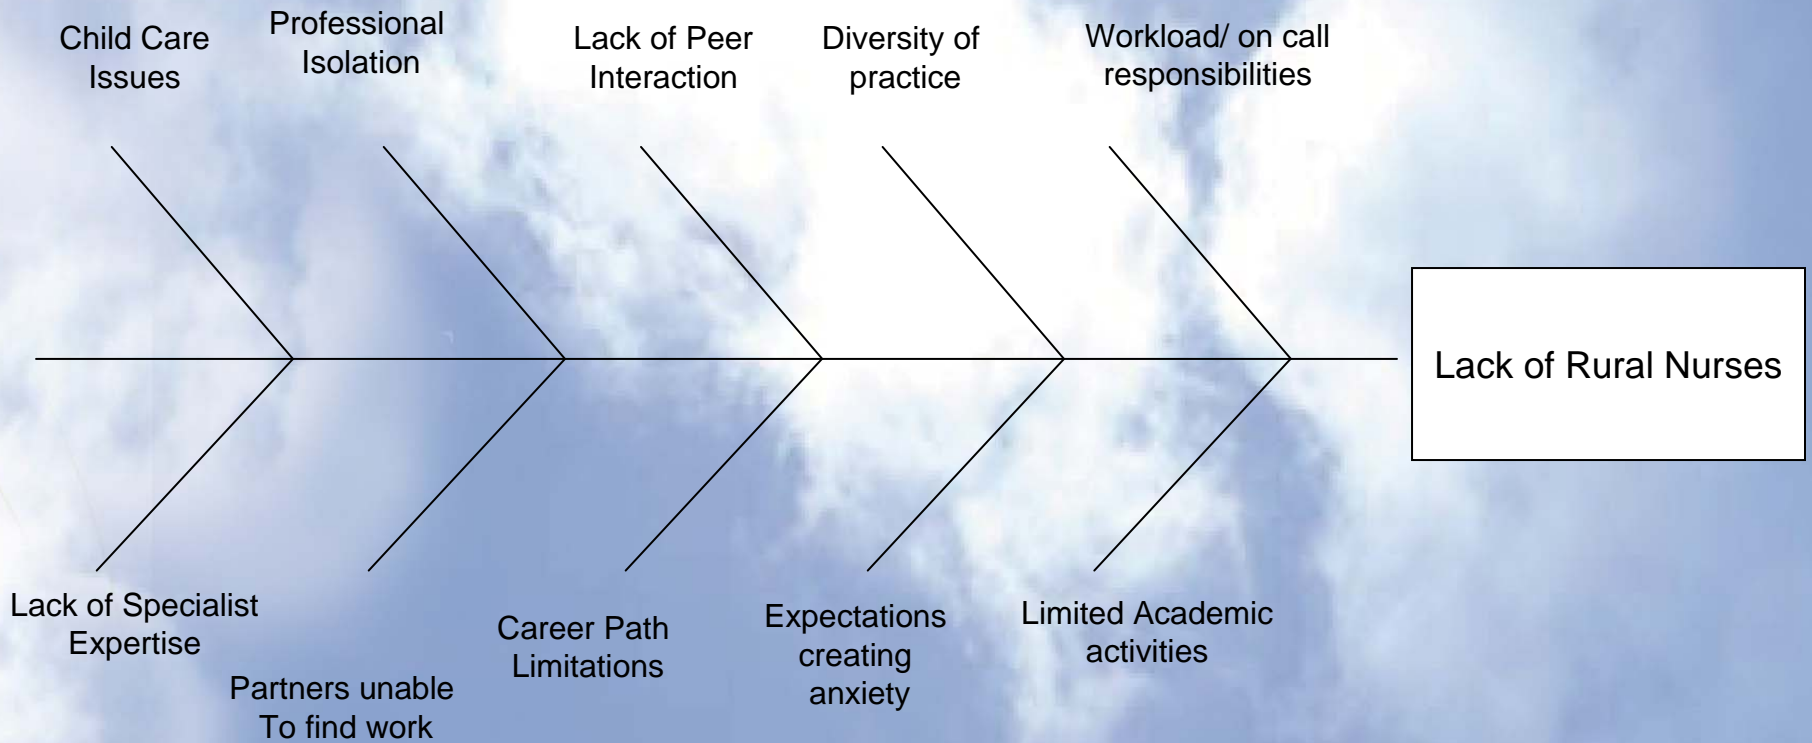 Child Care
Issues
Professional
Isolation
Lack of Peer
Interaction
Diversity of
practice
Workload/ on call
responsibilities
Lack of Rural Nurses
Lack of Specialist
Expertise
Partners unable
To find work
Career Path
Limitations
Expectations
creating
anxiety
Limited Academic
activities